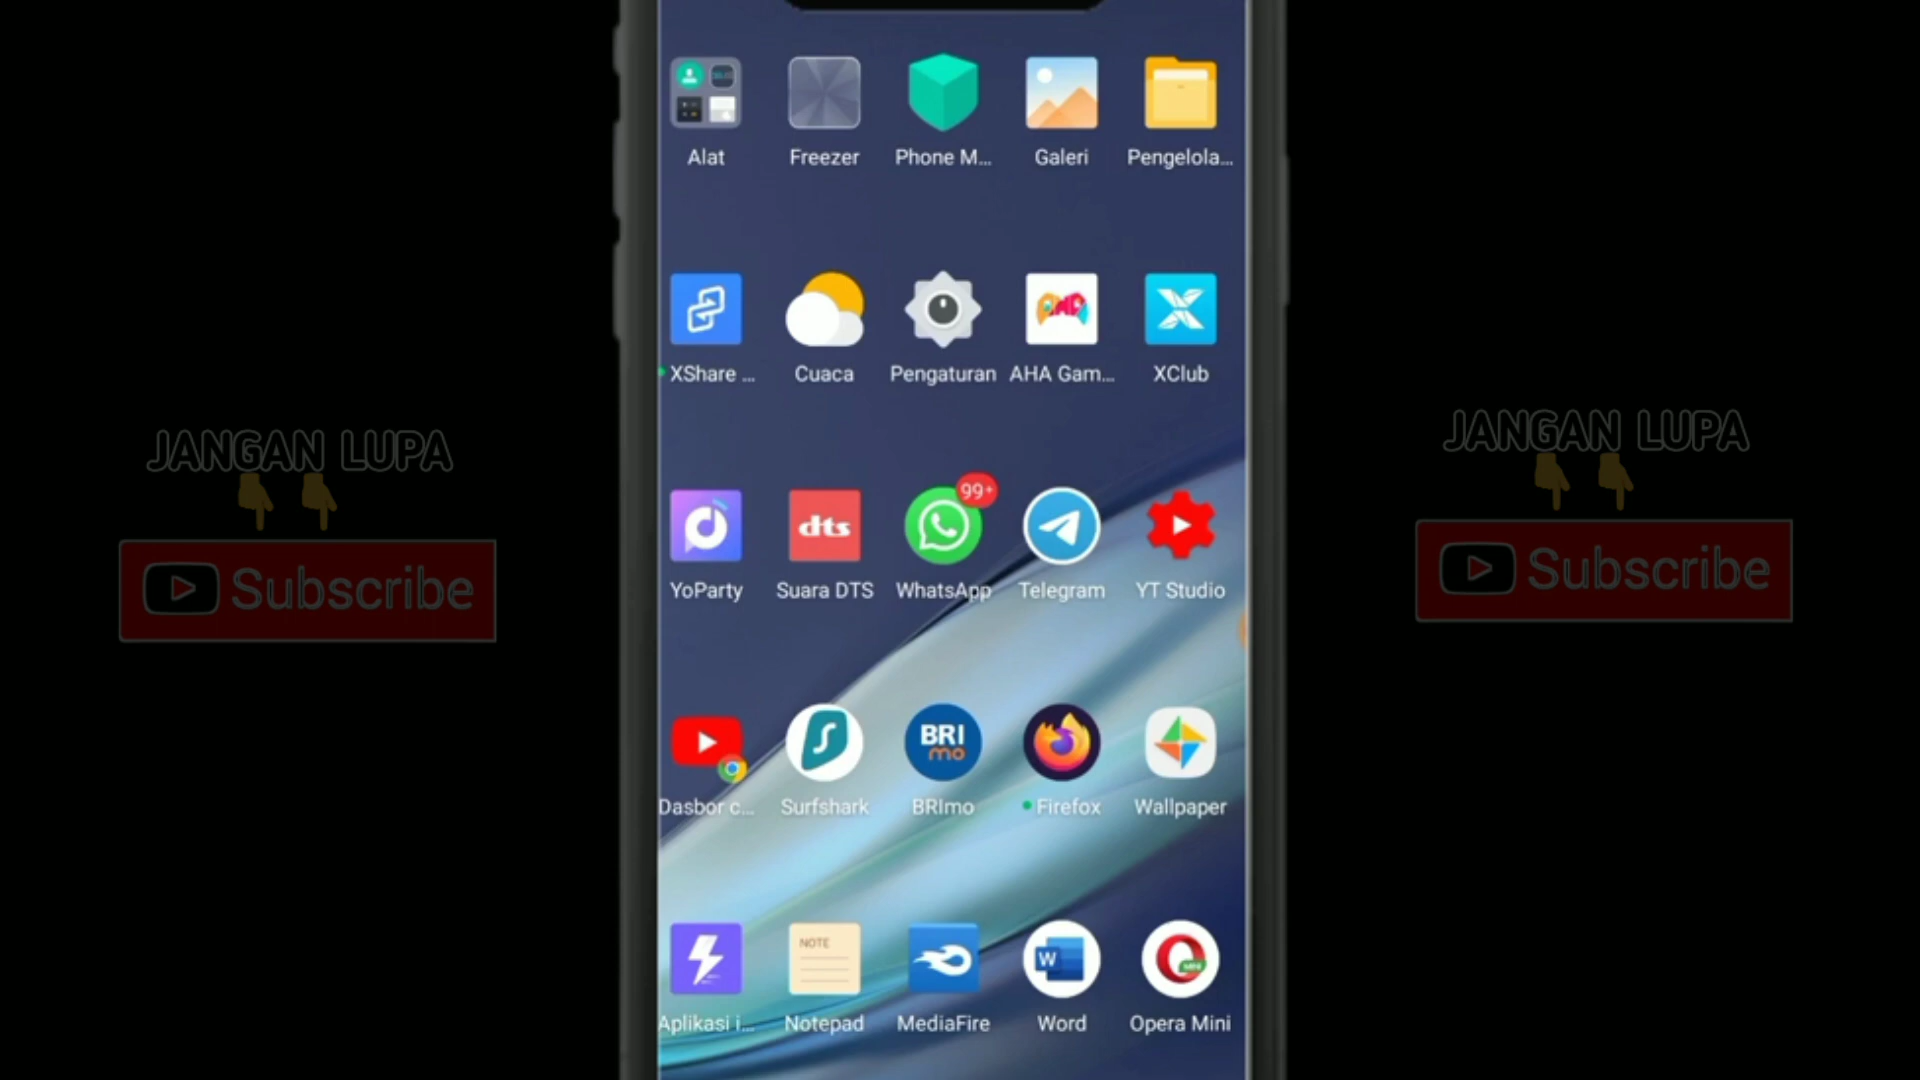 Alat Freezer Phone M... Galeri Pengelola...
XShare ... Cuaca Pengaturan AHA Gam... XClub
JANGAN LUPA
Subscribe
JANGAN LUPA
Subscribe
99+
dts
YoParty Suara DTS WhatsApp Telegram YT Studio
BRI
mo
Dasbor c... Surfshark BRImo Firefox Wallpaper
NOTE
W
MINI
Aplikasi i... Notepad MediaFire Word Opera Mini